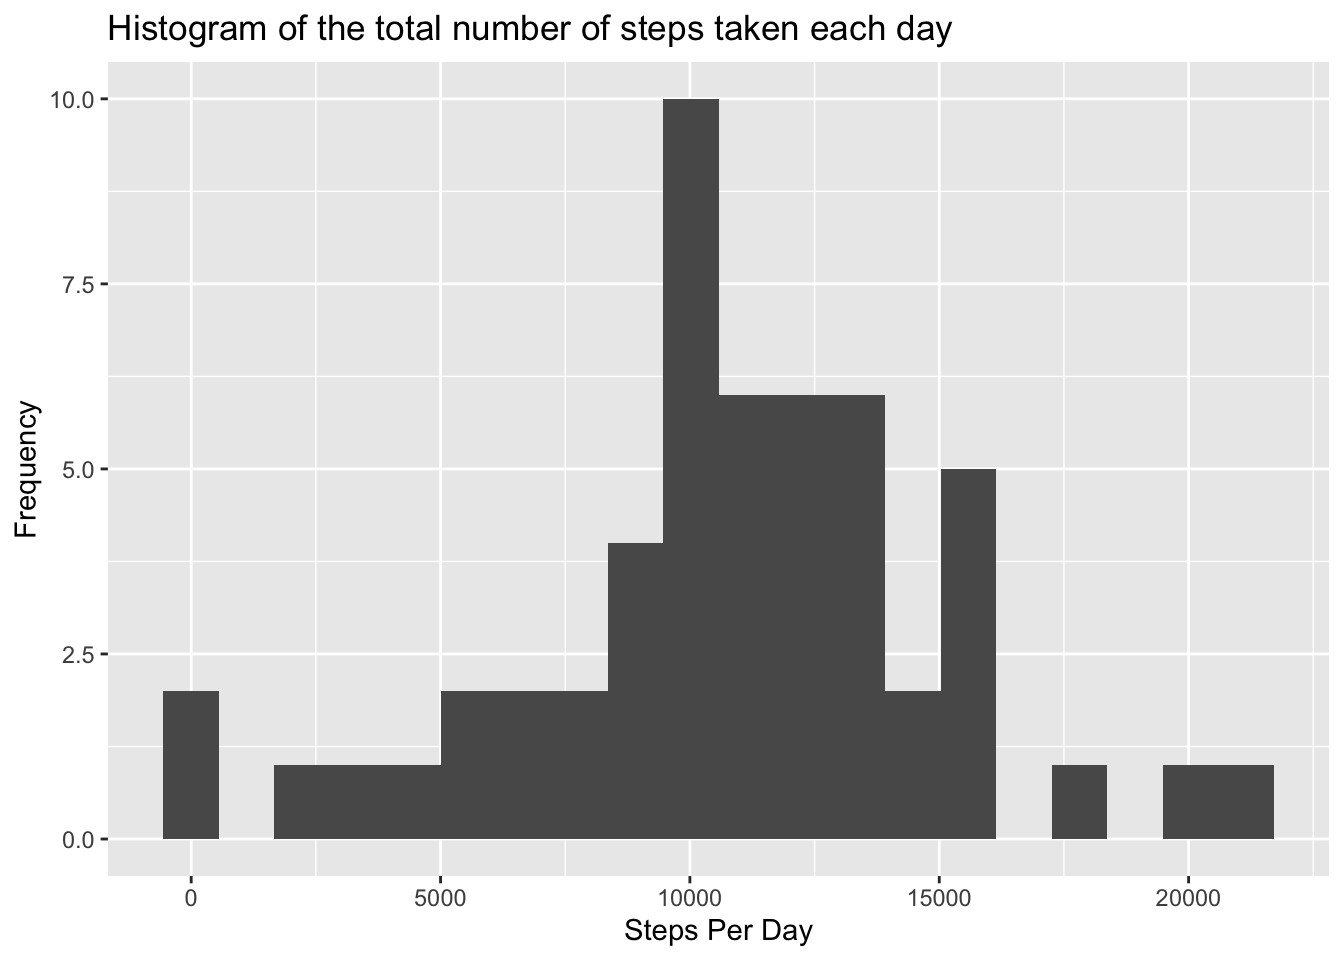 Histogram of the total number of steps taken each day
10.0
7.5
5.0
2.5
0.0
Frequency
0 5000 10000 15000 20000
Steps Per Day